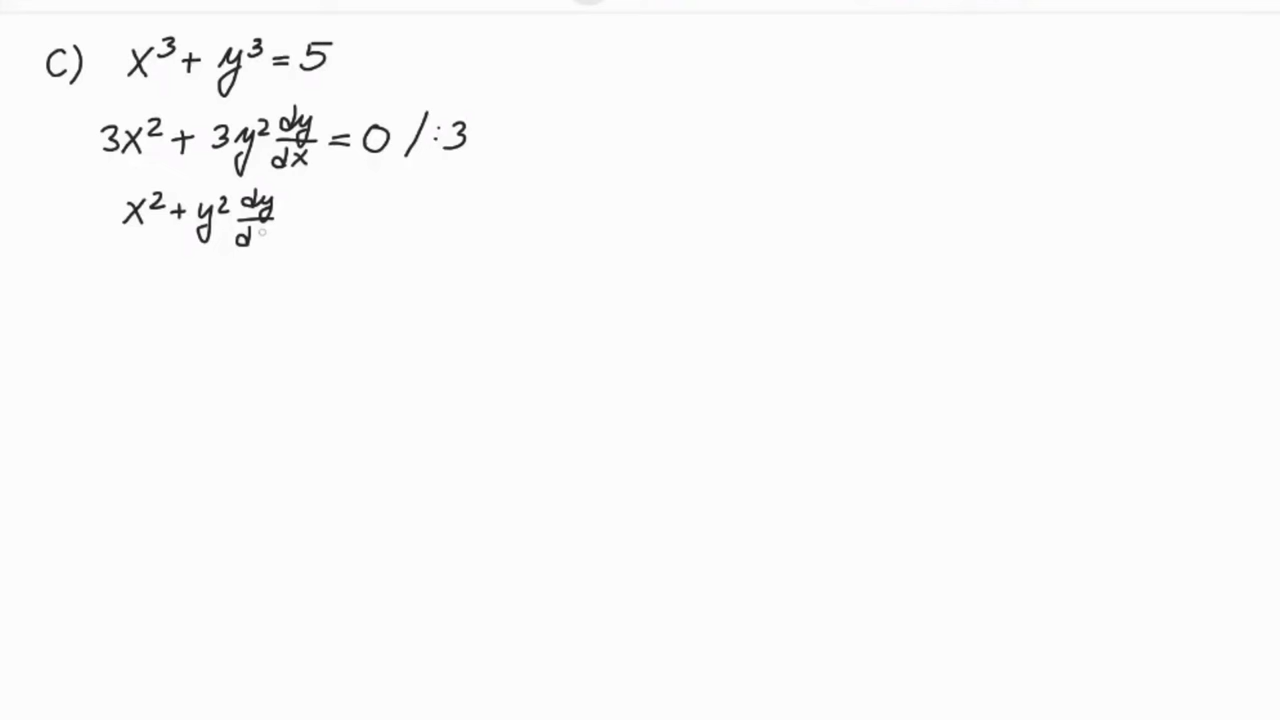 C) x³ + y³ = 5
3x² + 3y² dy/dx = 0 /:3
x² + y² dy/d